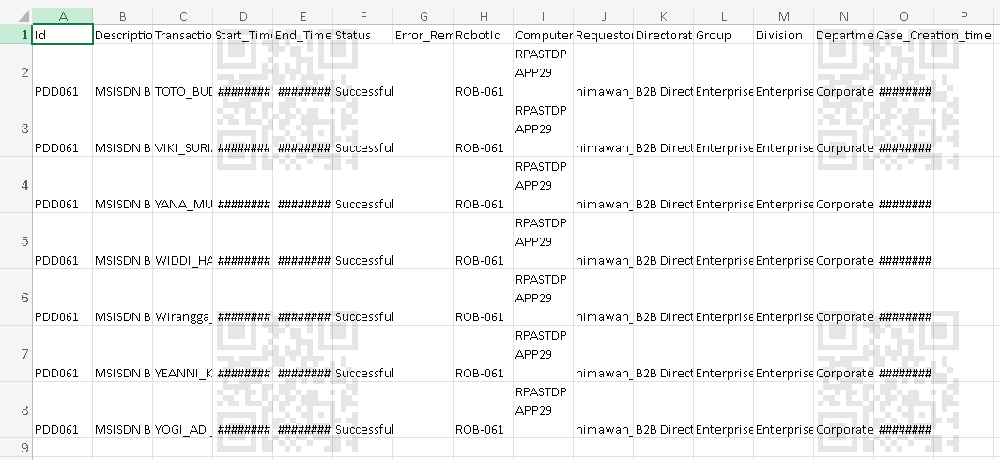 A B C D E F G H I J K L M N O P
1 Id Descriptio Transactio Start_Time End_Time Status Error_Rem RobotId Computer Requestor Directorat Group Division Departme Case_Creation_time
2 PDD061 MSISDN B TOTO_BUD ######## ######## Successful ROB-061 RPASTDP APP29 himawan_ B2B Direct Enterprise Enterprise Corporate ########
3 PDD061 MSISDN B VIKI_SURI ######## ######## Successful ROB-061 RPASTDP APP29 himawan_ B2B Direct Enterprise Enterprise Corporate ########
4 PDD061 MSISDN B YANA_MU ######## ######## Successful ROB-061 RPASTDP APP29 himawan_ B2B Direct Enterprise Enterprise Corporate ########
5 PDD061 MSISDN B WIDDI_HA ######## ######## Successful ROB-061 RPASTDP APP29 himawan_ B2B Direct Enterprise Enterprise Corporate ########
6 PDD061 MSISDN B Wirangga_ ######## ######## Successful ROB-061 RPASTDP APP29 himawan_ B2B Direct Enterprise Enterprise Corporate ########
7 PDD061 MSISDN B YEANNI_K ######## ######## Successful ROB-061 RPASTDP APP29 himawan_ B2B Direct Enterprise Enterprise Corporate ########
8 PDD061 MSISDN B YOGI_ADI_ ######## ######## Successful ROB-061 RPASTDP APP29 himawan_ B2B Direct Enterprise Enterprise Corporate ########
9